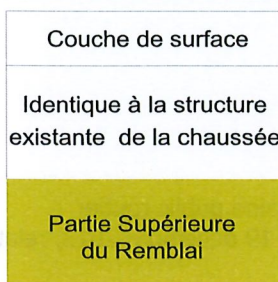 Couche de surface
Identique à la structure
existante de la chaussée
Partie Supérieure
du Remblai